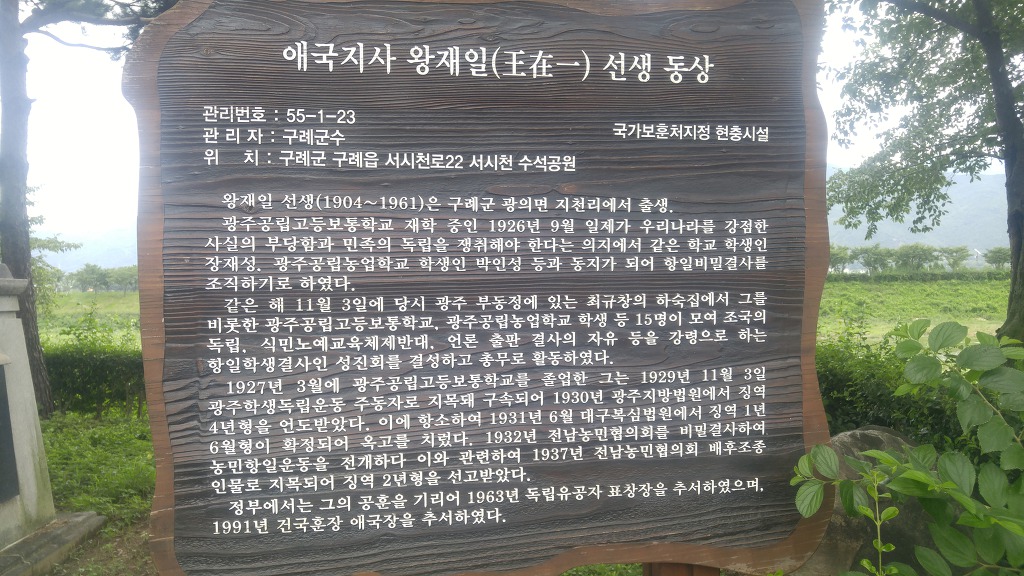 애국지사 왕재일(王在一) 선생 동상
관리번호 : 55-1-23
관 리 자 : 구례군수
국가보훈처지정 현충시설
위 치 : 구례군 구례읍 서시천로22 서시천 수석공원
왕재일 선생(1904~1961)은 구례군 광의면 지천리에서 출생.
광주공립고등보통학교 재학 중인 1926년 9월 일제가 우리나라를 강점한
사실의 부당함과 민족의 독립을 쟁취해야 한다는 의지에서 같은 학교 학생인
장재성, 광주공립농업학교 학생인 박인성 등과 동지가 되어 항일비밀결사를
조직하기로 하였다.
같은 해 11월 3일에 당시 광주 부동정에 있는 최규창의 하숙집에서 그를
비롯한 광주공립고등보통학교, 광주공립농업학교 학생 등 15명이 모여 조국의
독립, 식민노예교육체제반대, 언론 출판 결사의 자유 등을 강령으로 하는
항일학생결사인 성진회를 결성하고 총무로 활동하였다.
1927년 3월에 광주공립고등보통학교를 졸업한 그는 1929년 11월 3일
광주학생독립운동 주동자로 지목돼 구속되어 1930년 광주지방법원에서 징역
4년형을 언도받았다. 이에 항소하여 1931년 6월 대구복심법원에서 징역 1년
6월형이 확정되어 옥고를 치렀다. 1932년 전남농민협의회를 비밀결사하여
농민항일운동을 전개하다 이와 관련하여 1937년 전남농민협의회 배후조종
인물로 지목되어 징역 2년형을 선고받았다.
정부에서는 그의 공훈을 기리어 1963년 독립유공자 표창장을 추서하였으며,
1991년 건국훈장 애국장을 추서하였다.